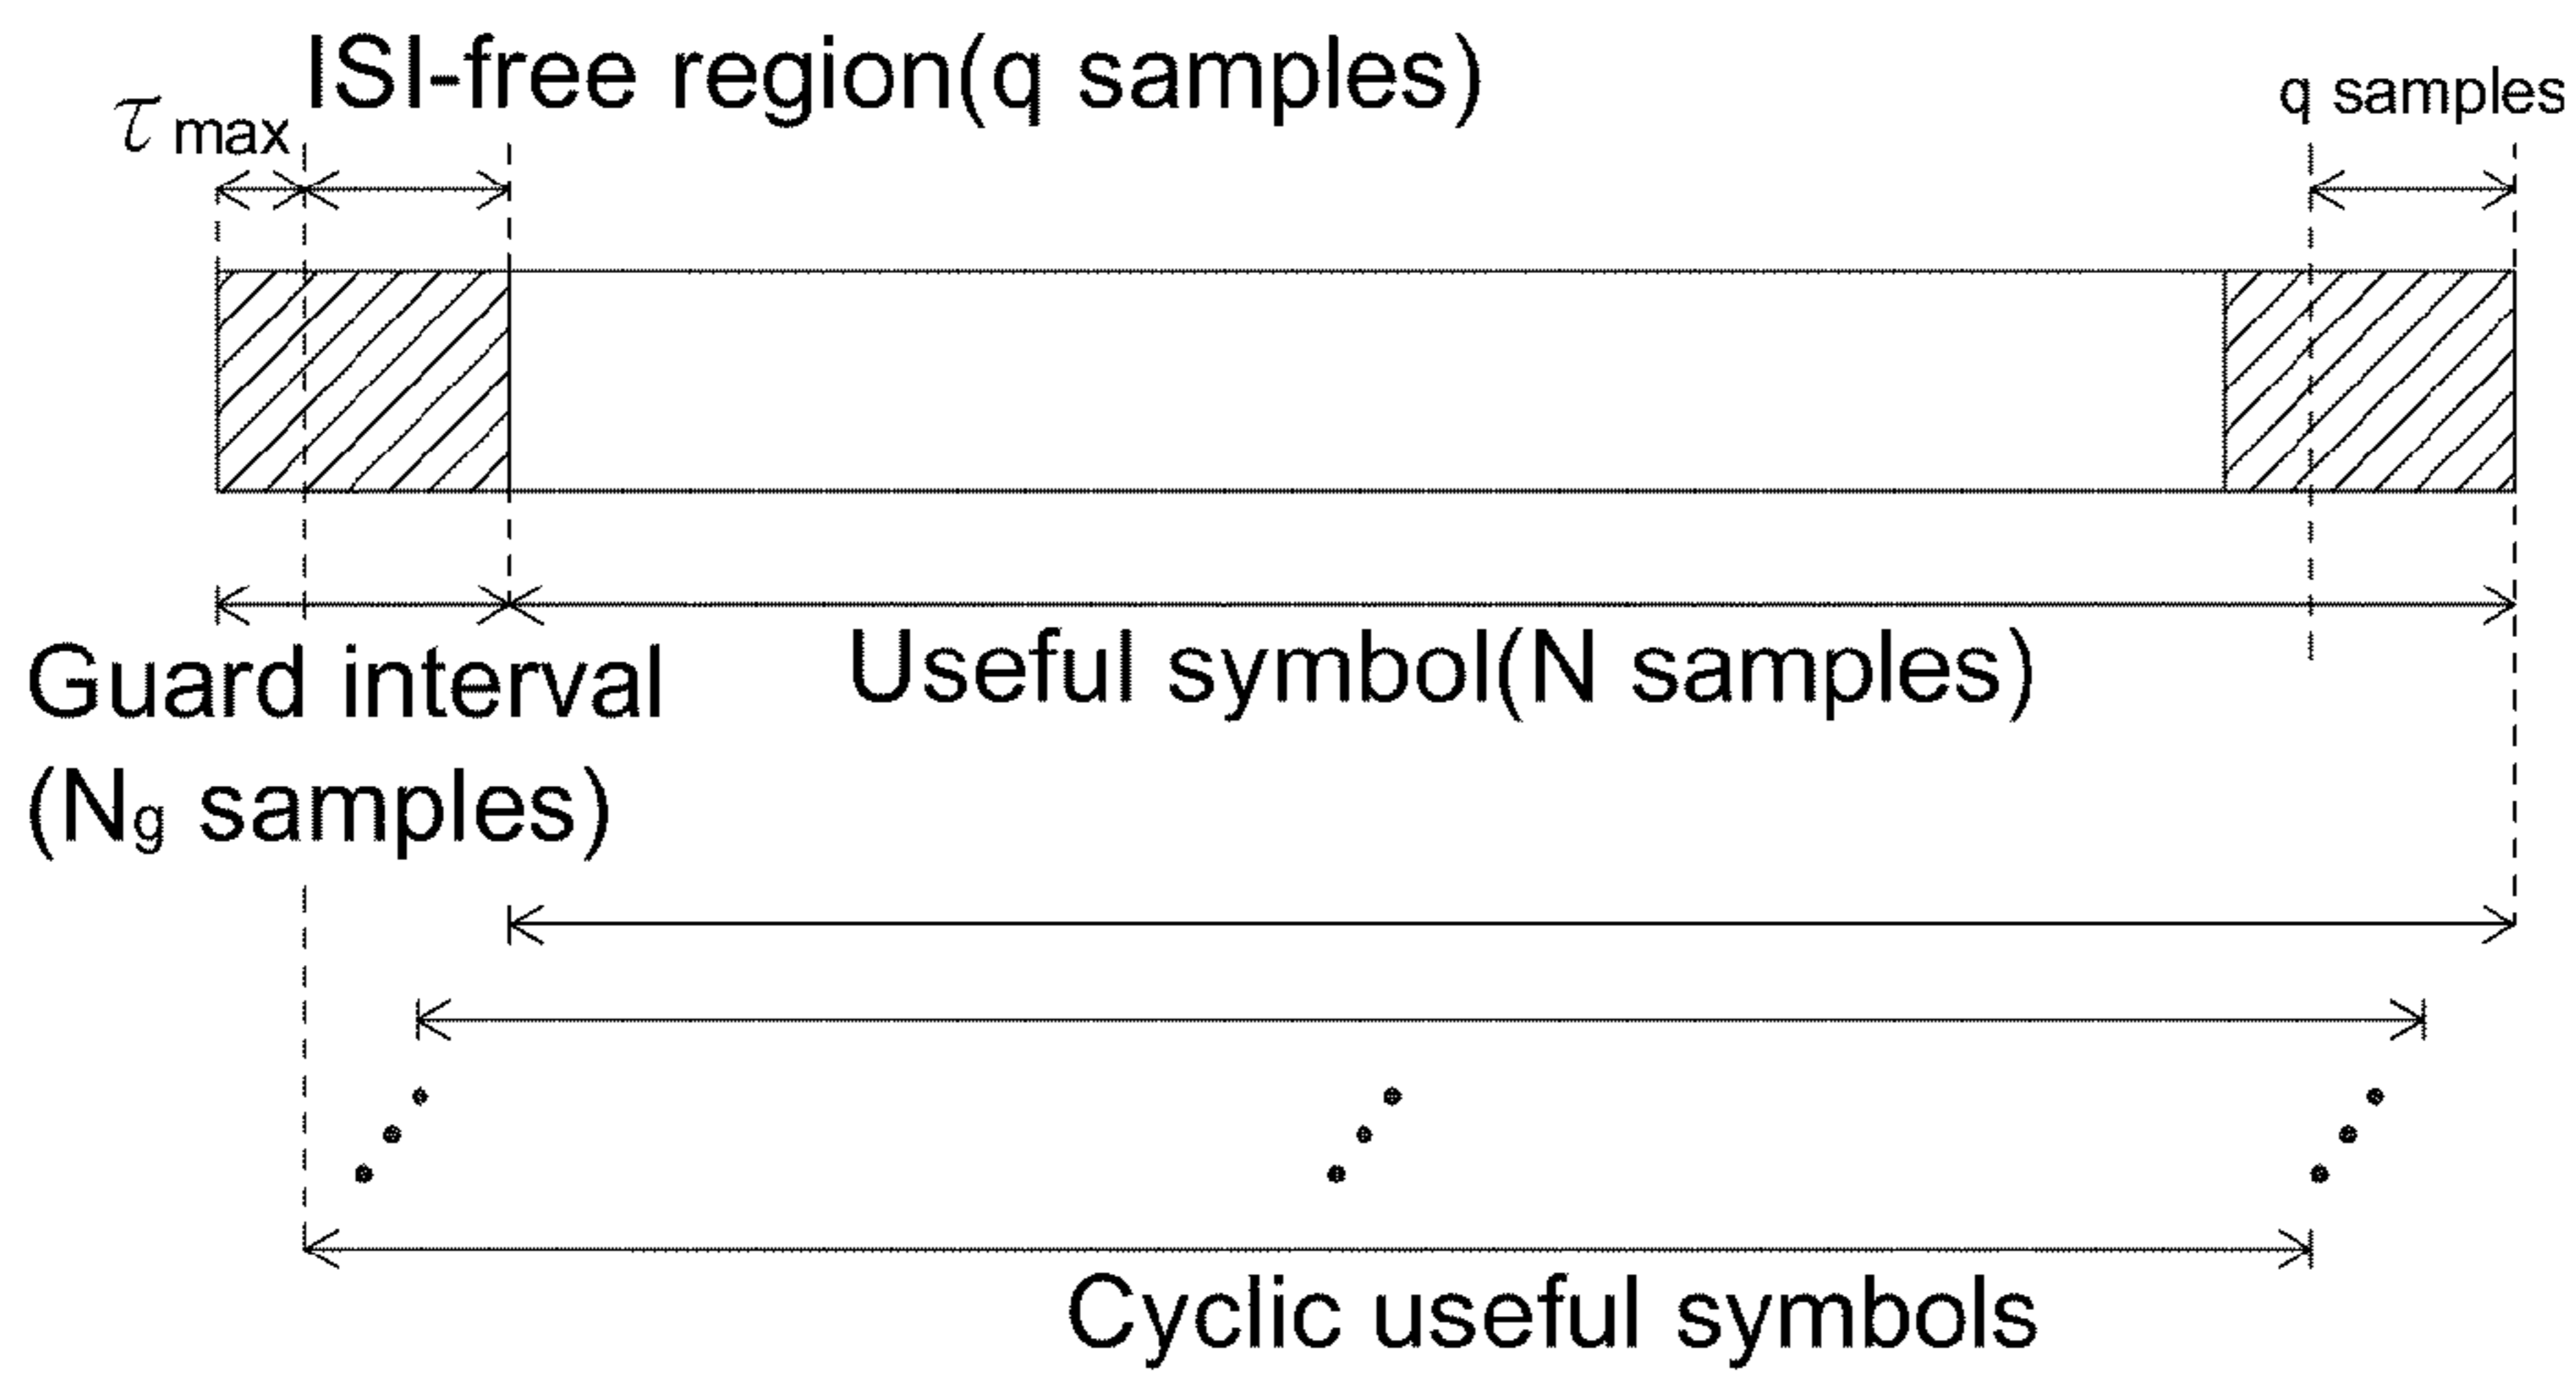 ISI-free region(q samples)
τ max
q samples
Guard interval
(Ng samples)
Useful symbol(N samples)
Cyclic useful symbols